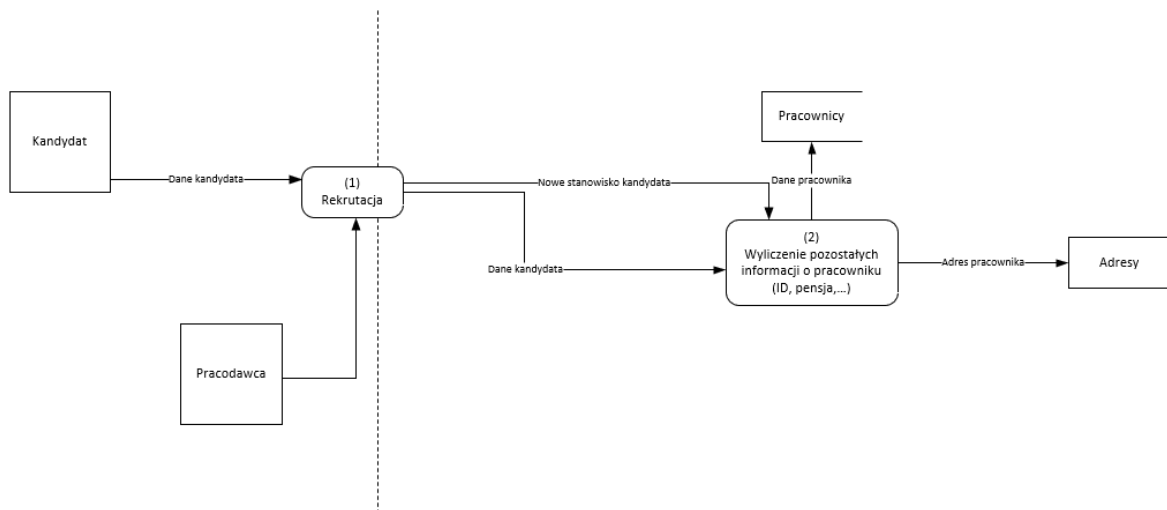 Kandydat
Dane kandydata
(1)
Rekrutacja
Pracodawca
Nowe stanowisko kandydata
Dane kandydata
Pracownicy
Dane pracownika
(2)
Wyliczenie pozostałych
informacji o pracowniku
(ID, pensja,...)
Adres pracownika
Adresy